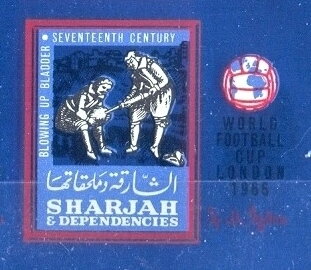 SEVENTEENTH CENTURY
BLOWING UP BLADDER
الشارقة وملحقاتها
SHARJAH
& DEPENDENCIES
WORLD
FOOTBALL
CUP
LONDON
1966